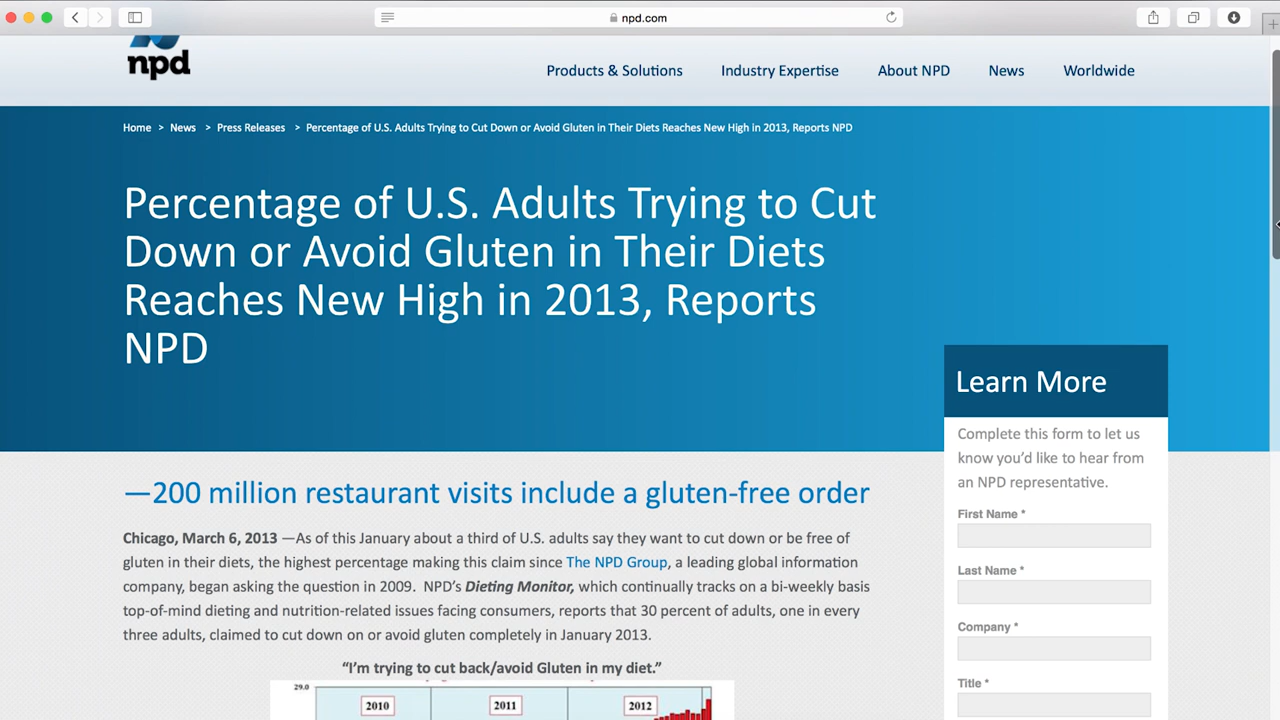 npd.com
npd
Products & Solutions
Industry Expertise
About NPD
News
Worldwide
Home > News > Press Releases > Percentage of U.S. Adults Trying to Cut Down or Avoid Gluten in Their Diets Reaches New High in 2013, Reports NPD
Percentage of U.S. Adults Trying to Cut
Down or Avoid Gluten in Their Diets
Reaches New High in 2013, Reports
NPD
—200 million restaurant visits include a gluten-free order
Chicago, March 6, 2013 —As of this January about a third of U.S. adults say they want to cut down or be free of
gluten in their diets, the highest percentage making this claim since The NPD Group, a leading global information
company, began asking the question in 2009. NPD’s Dieting Monitor, which continually tracks on a bi-weekly basis
top-of-mind dieting and nutrition-related issues facing consumers, reports that 30 percent of adults, one in every
three adults, claimed to cut down on or avoid gluten completely in January 2013.
“I’m trying to cut back/avoid Gluten in my diet.”
29.0
2010
2011
2012
Learn More
Complete this form to let us
know you’d like to hear from
an NPD representative.
First Name *
Last Name *
Company *
Title *